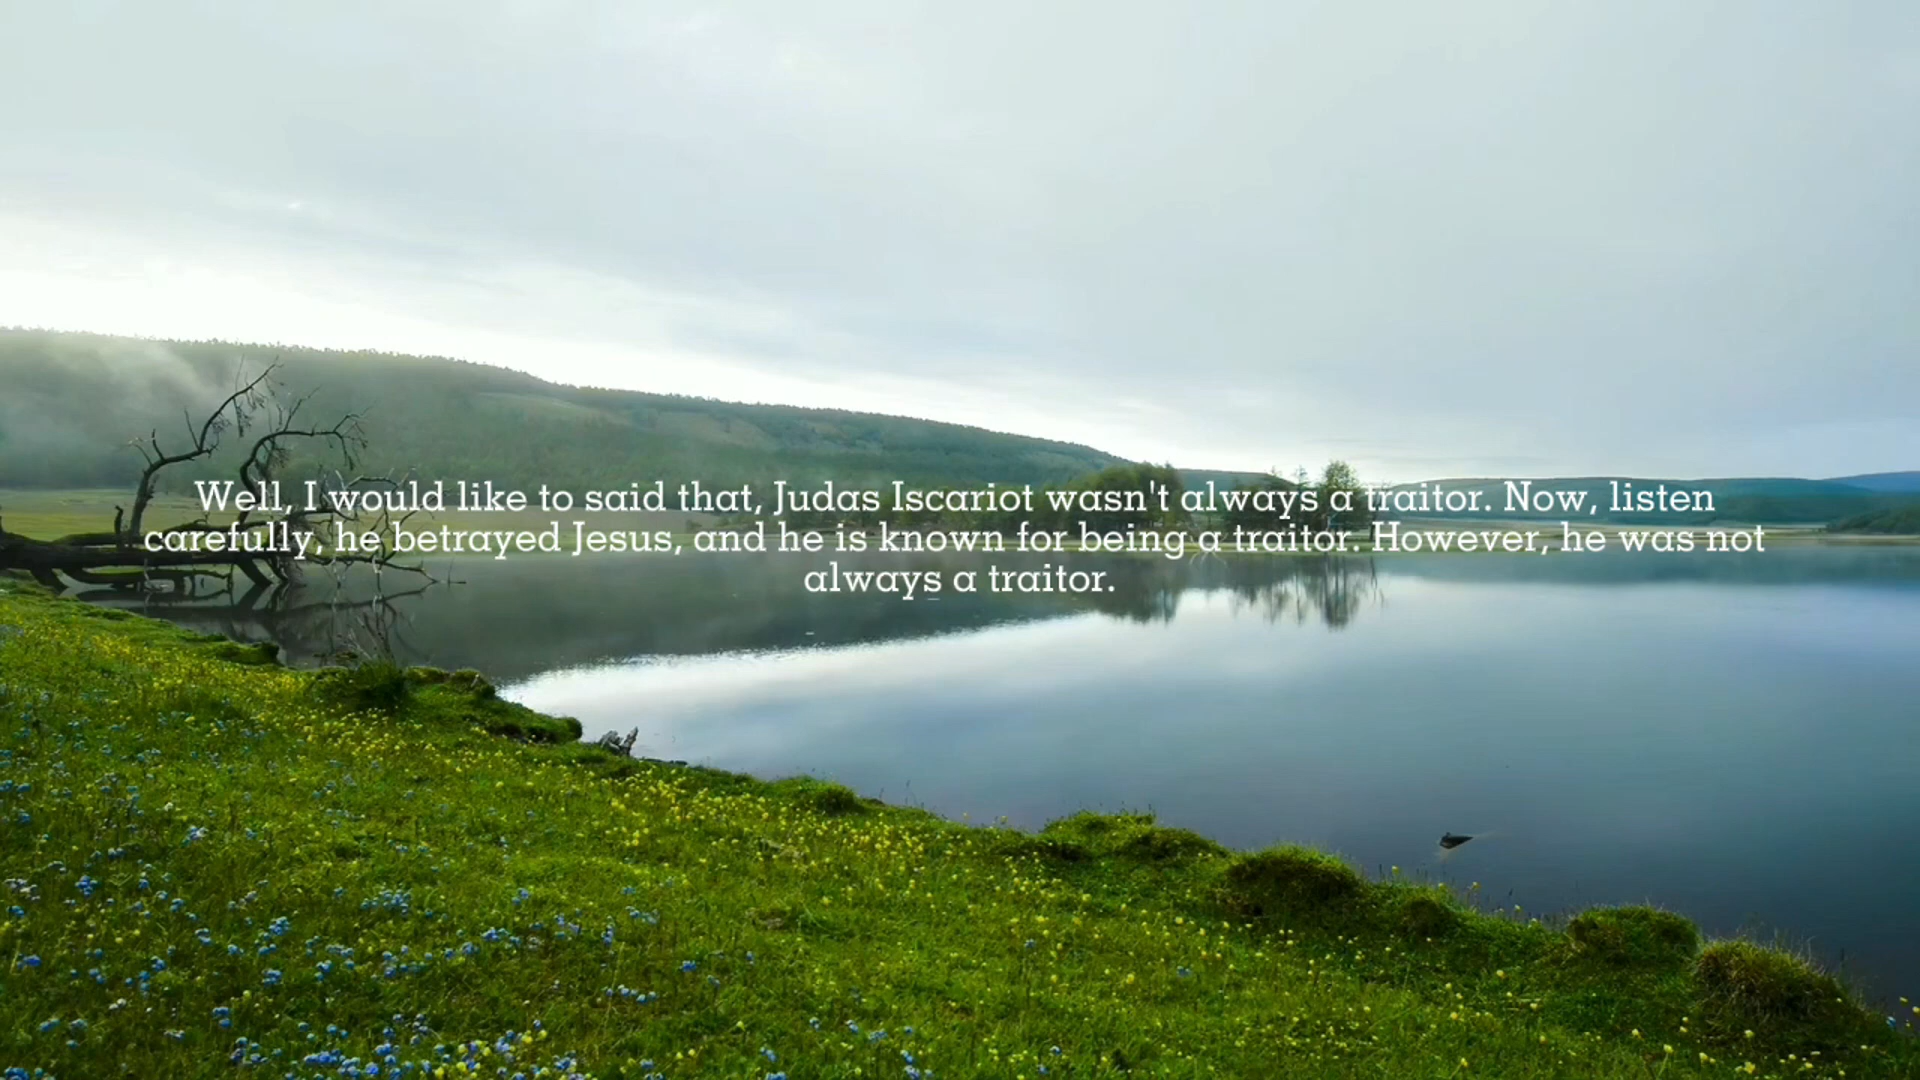 Well, I would like to said that, Judas Iscariot wasn't always a traitor. Now, listen
carefully, he betrayed Jesus, and he is known for being a traitor. However, he was not
always a traitor.